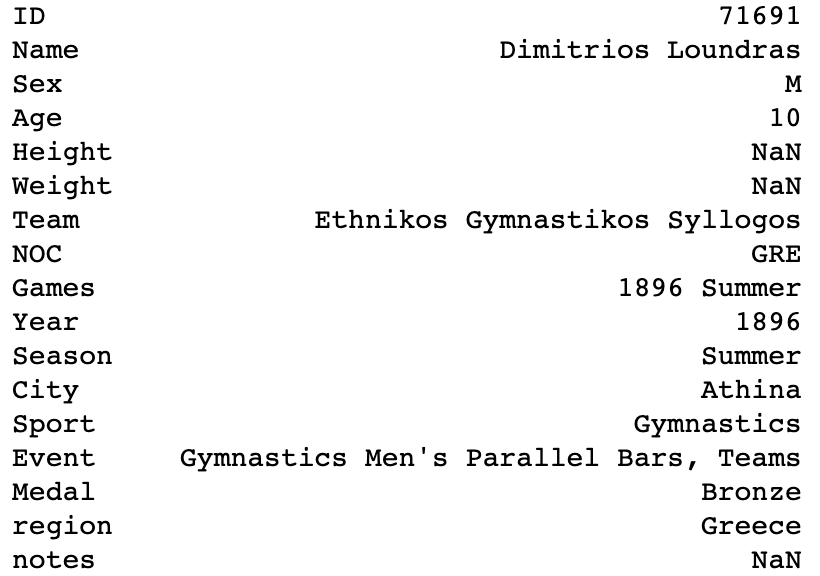 ID 71691
Name Dimitrios Loundras
Sex M
Age 10
Height NaN
Weight NaN
Team Ethnikos Gymnastikos Syllogos
NOC GRE
Games 1896 Summer
Year 1896
Season Summer
City Athina
Sport Gymnastics
Event Gymnastics Men's Parallel Bars, Teams
Medal Bronze
region Greece
notes NaN